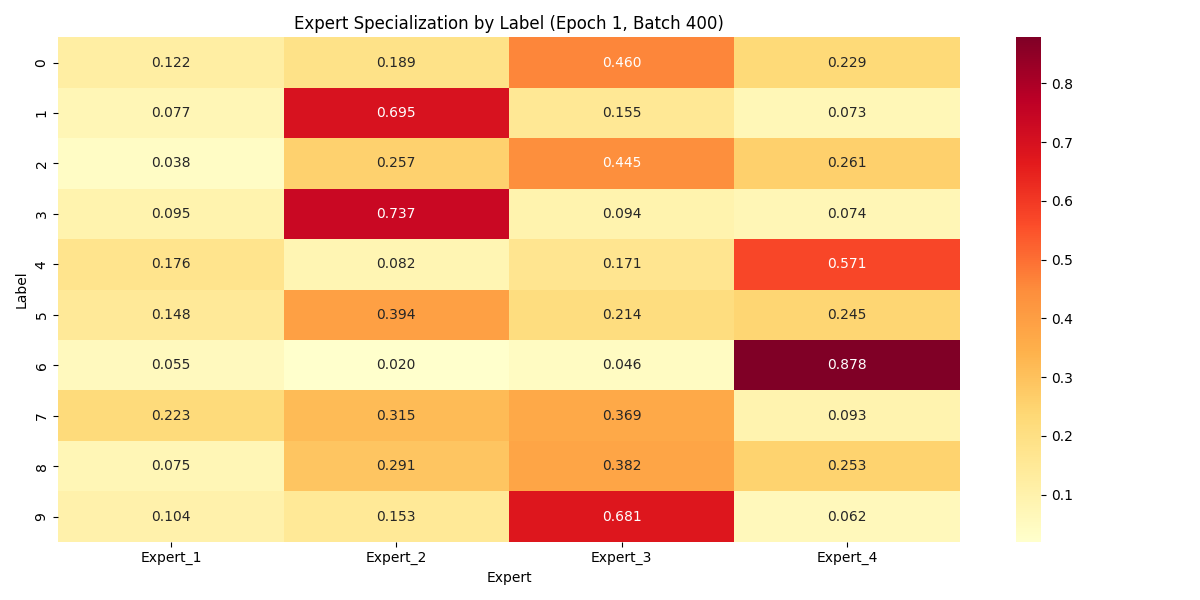 Expert Specialization by Label (Epoch 1, Batch 400)
Label
0 0.122 0.189 0.460 0.229
1 0.077 0.695 0.155 0.073
2 0.038 0.257 0.445 0.261
3 0.095 0.737 0.094 0.074
4 0.176 0.082 0.171 0.571
5 0.148 0.394 0.214 0.245
6 0.055 0.020 0.046 0.878
7 0.223 0.315 0.369 0.093
8 0.075 0.291 0.382 0.253
9 0.104 0.153 0.681 0.062
Expert_1 Expert_2 Expert_3 Expert_4
Expert
0.8
0.7
0.6
0.5
0.4
0.3
0.2
0.1